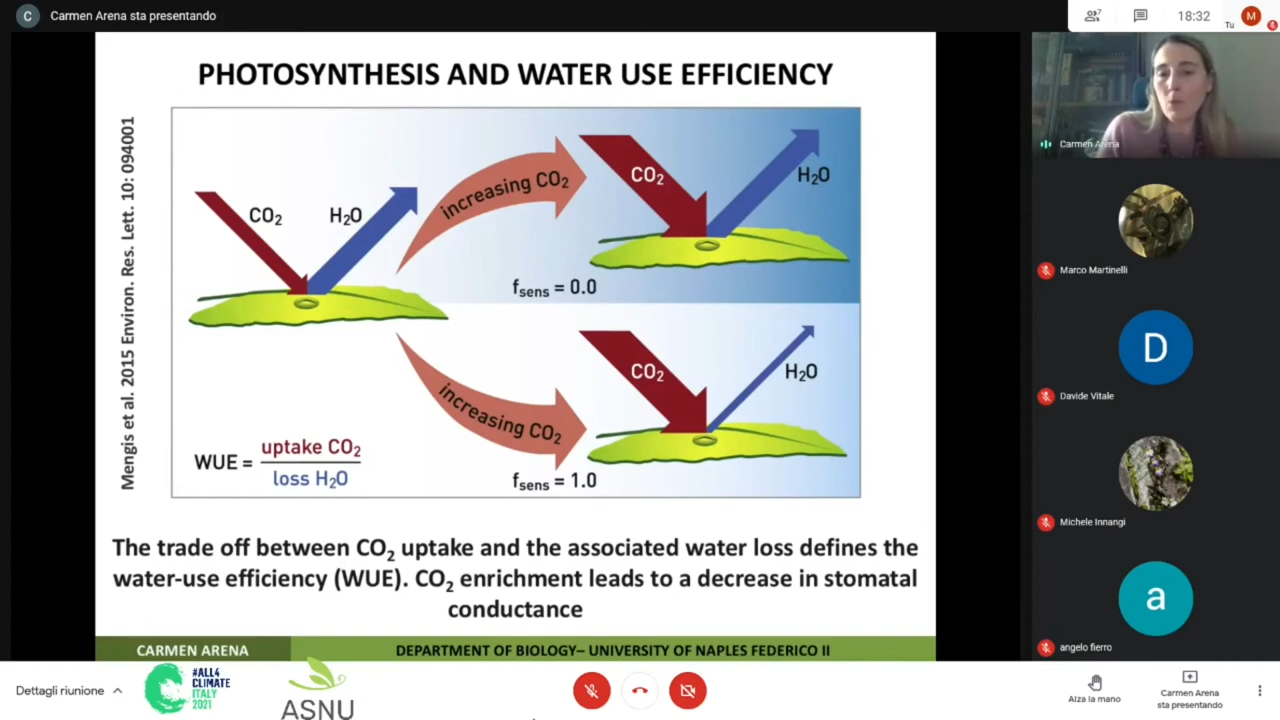 C
Carmen Arena sta presentando
7
18:32
Tu
M
PHOTOSYNTHESIS AND WATER USE EFFICIENCY
Mengis et al. 2015 Environ. Res. Lett. 10: 094001
CO₂
H₂O
increasing CO₂
CO₂
H₂O
f_sens = 0.0
increasing CO₂
CO₂
H₂O
f_sens = 1.0
WUE = uptake CO₂
loss H₂O
The trade off between CO₂ uptake and the associated water loss defines the
water-use efficiency (WUE). CO₂ enrichment leads to a decrease in stomatal
conductance
CARMEN ARENA
DEPARTMENT OF BIOLOGY– UNIVERSITY OF NAPLES FEDERICO II
Carmen Arena
Marco Martinelli
D
Davide Vitale
Michele Innangi
a
angelo fierro
Dettagli riunione
#ALL4
CLIMATE
ITALY
2021
ASNU
Alza la mano
Carmen Arena
sta presentando